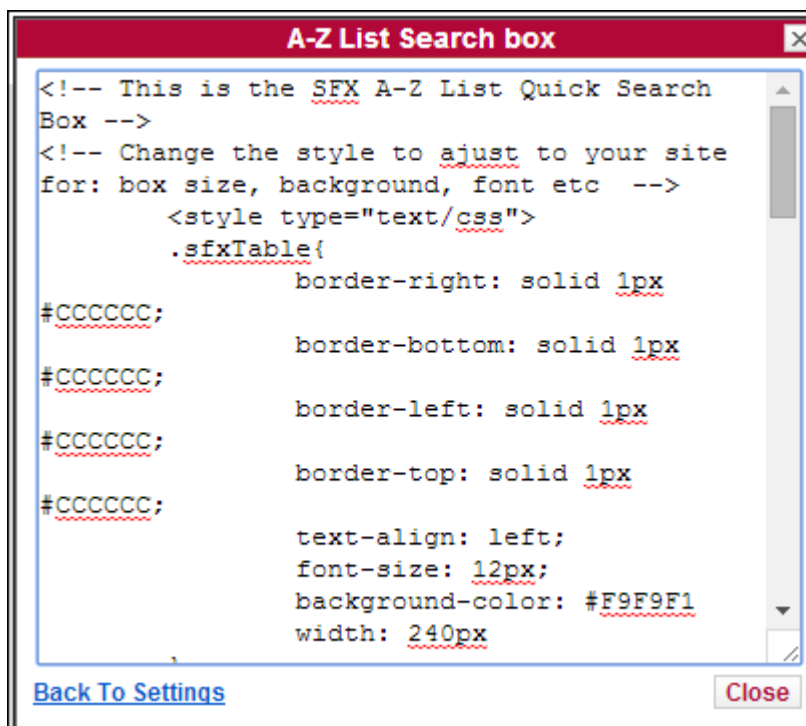 A-Z List Search box
<!-- This is the SFX A-Z List Quick Search
Box -->
<!-- Change the style to ajust to your site
for: box size, background, font etc  -->
<style type="text/css">
.sfxTable{
border-right: solid 1px
#CCCCCC;
border-bottom: solid 1px
#CCCCCC;
border-left: solid 1px
#CCCCCC;
border-top: solid 1px
#CCCCCC;
text-align: left;
font-size: 12px;
background-color: #F9F9F1
width: 240px
Back To Settings
Close